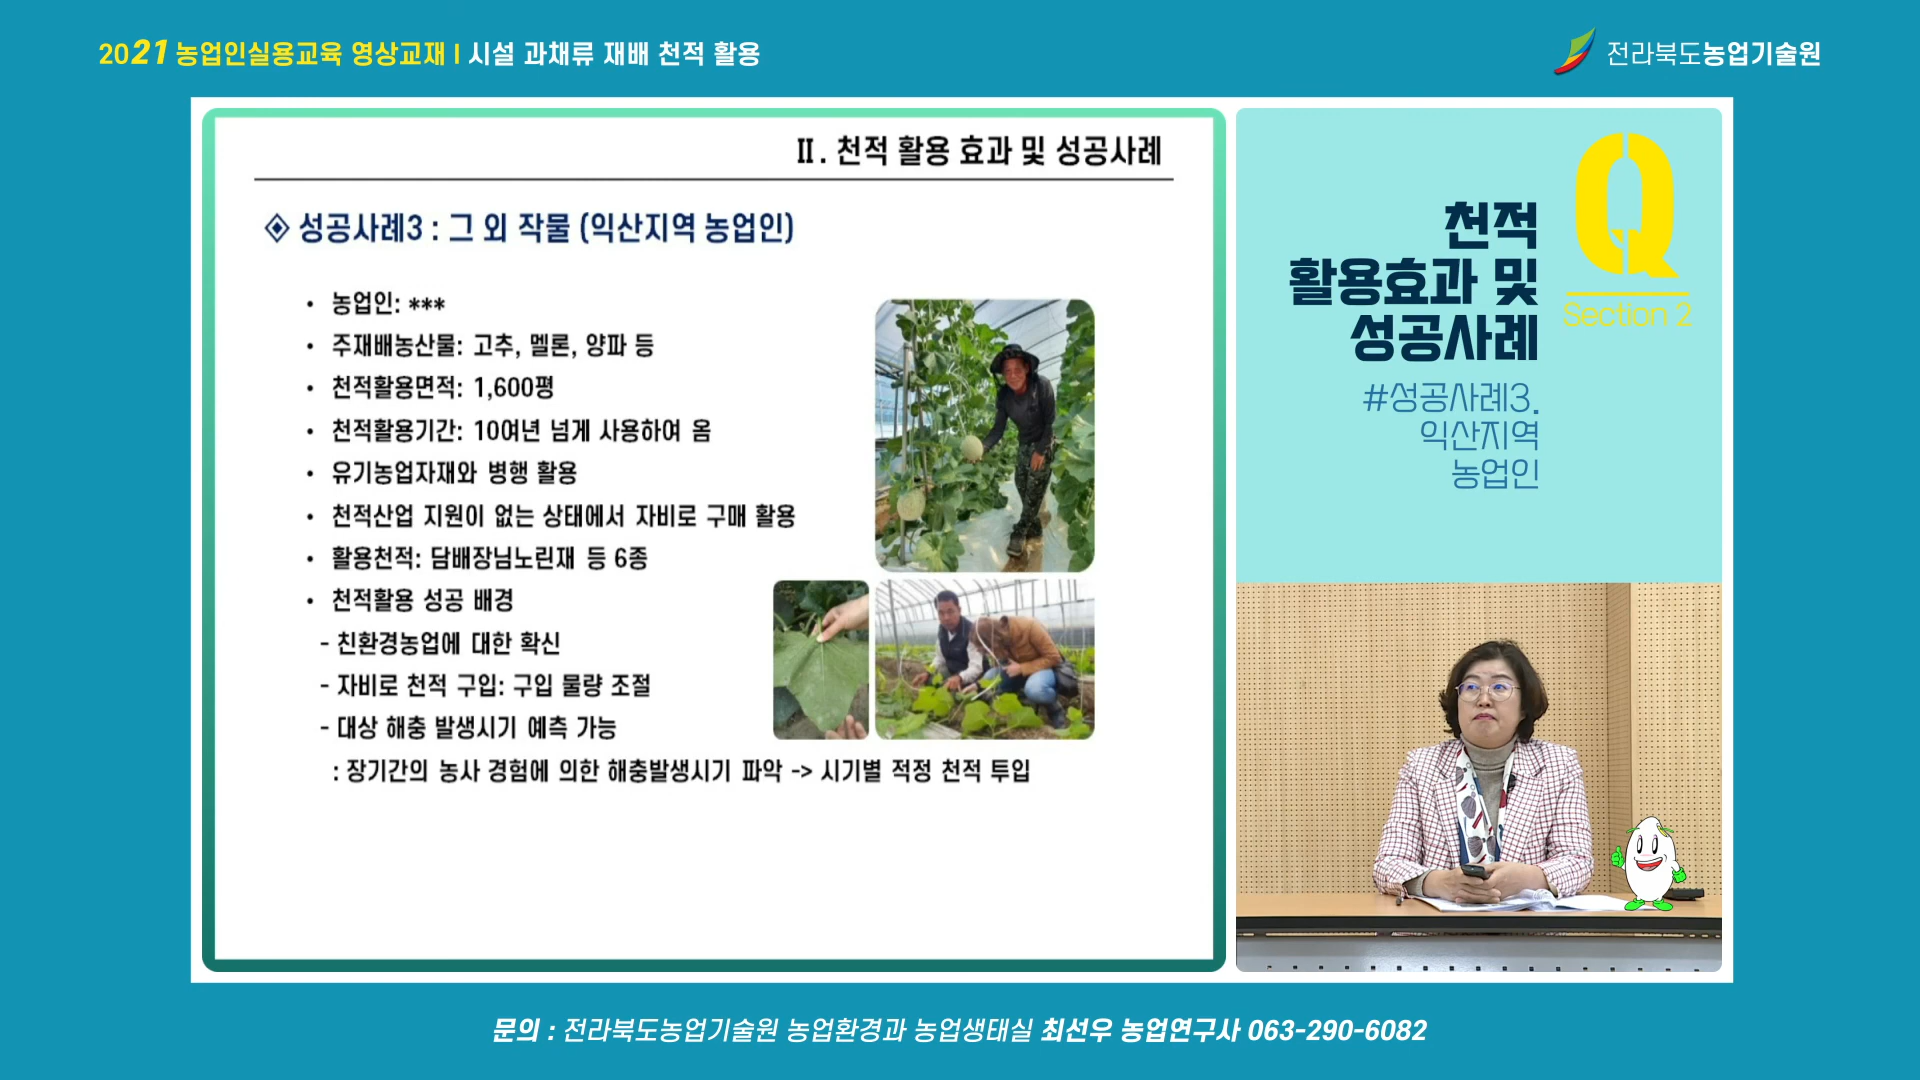 2021 농업인실용교육 영상교재 I 시설 과채류 재배 천적 활용
전라북도농업기술원
Ⅱ. 천적 활용 효과 및 성공사례
◈ 성공사례3 : 그 외 작물 (익산지역 농업인)
• 농업인: ***
• 주재배농산물: 고추, 멜론, 양파 등
• 천적활용면적: 1,600평
• 천적활용기간: 10여년 넘게 사용하여 옴
• 유기농업자재와 병행 활용
• 천적산업 지원이 없는 상태에서 자비로 구매 활용
• 활용천적: 담배장님노린재 등 6종
• 천적활용 성공 배경
- 친환경농업에 대한 확신
- 자비로 천적 구입: 구입 물량 조절
- 대상 해충 발생시기 예측 가능
: 장기간의 농사 경험에 의한 해충발생시기 파악 -> 시기별 적정 천적 투입
Q
Section 2
천적
활용효과 및
성공사례
#성공사례3.
익산지역
농업인
문의 : 전라북도농업기술원 농업환경과 농업생태실 최선우 농업연구사 063-290-6082